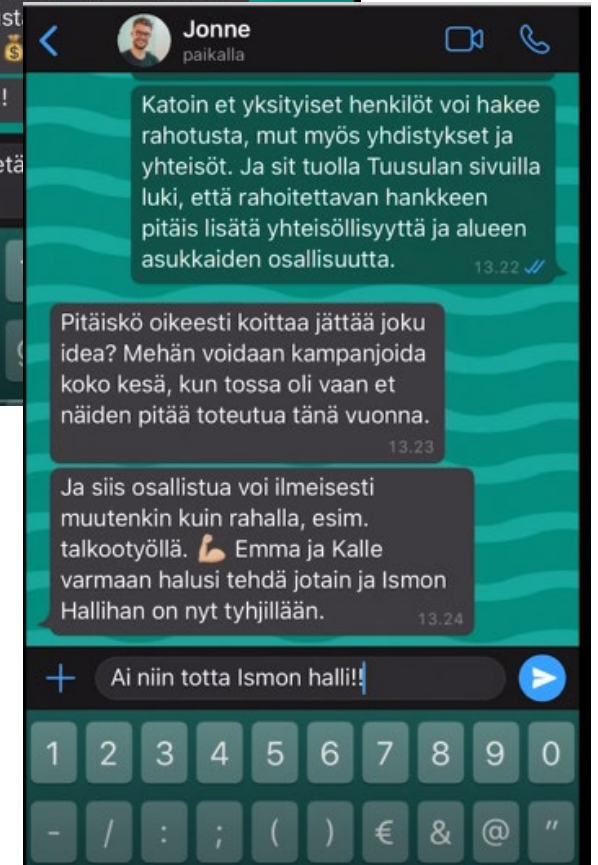 ist
!
etä
Jonne
paikalla
Katoin et yksityiset henkilöt voi hakee
rahotusta, mut myös yhdistykset ja
yhteisöt. Ja sit tuolla Tuusulan sivuilla
luki, että rahoitettavan hankkeen
pitäis lisätä yhteisöllisyyttä ja alueen
asukkaiden osallisuutta. 13.22
Pitäiskö oikeesti koittaa jättää joku
idea? Mehän voidaan kampanjoida
koko kesä, kun tossa oli vaan et
näiden pitää toteutua tänä vuonna.
13.23
Ja siis osallistua voi ilmeisesti
muutenkin kuin rahalla, esim.
talkootyöllä. 💪🏼 Emma ja Kalle
varmaan halusi tehdä jotain ja Ismon
Hallihan on nyt tyhjillään. 13.24
Ai niin totta Ismon halli!!
1 2 3 4 5 6 7 8 9 0
- / : ; ( ) € & @ "